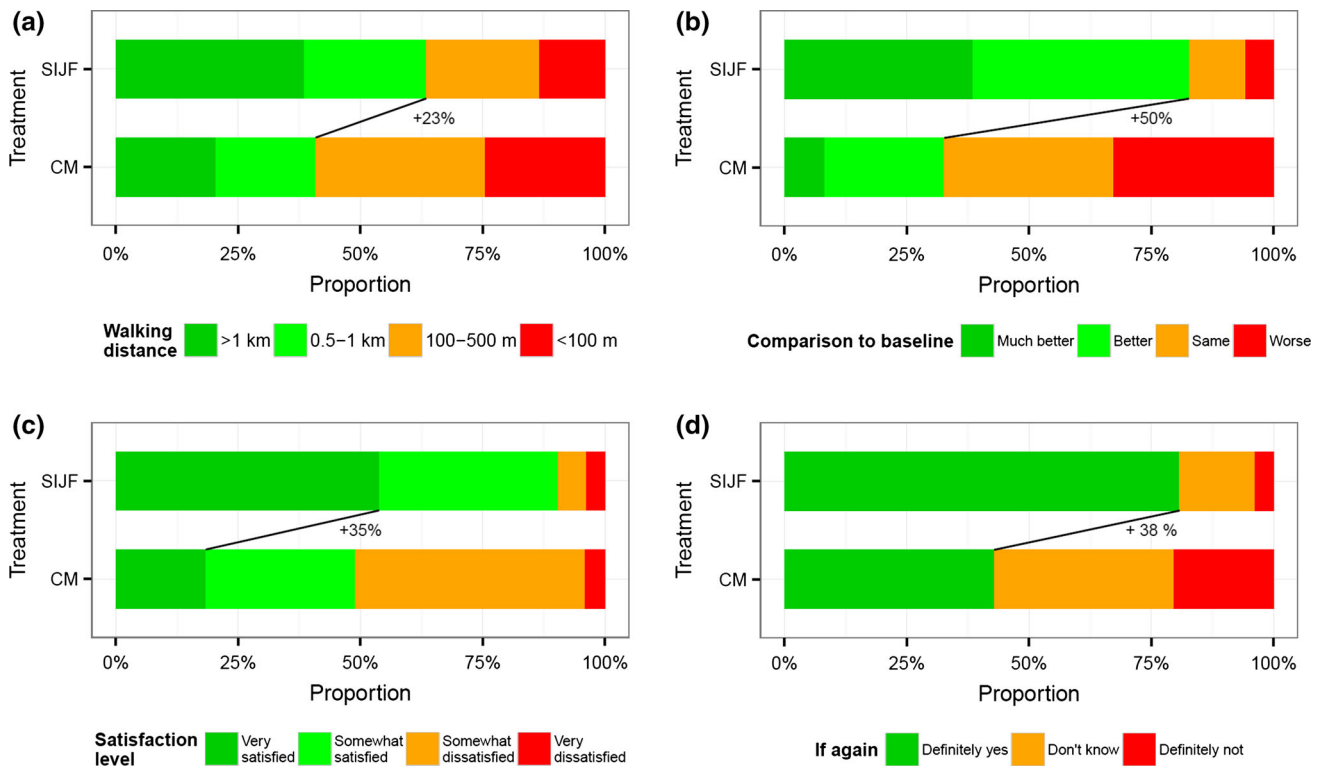 (a)
Treatment
SIJF
CM
+23%
0% 25% 50% 75% 100%
Proportion
Walking
distance
>1 km 0.5−1 km 100−500 m <100 m
(b)
Treatment
SIJF
CM
+50%
0% 25% 50% 75% 100%
Proportion
Comparison to baseline Much better Better Same Worse
(c)
Treatment
SIJF
CM
+35%
0% 25% 50% 75% 100%
Proportion
Satisfaction
level
Very
satisfied
Somewhat
satisfied
Somewhat
dissatisfied
Very
dissatisfied
(d)
Treatment
SIJF
CM
+ 38 %
0% 25% 50% 75% 100%
Proportion
If again Definitely yes Don't know Definitely not